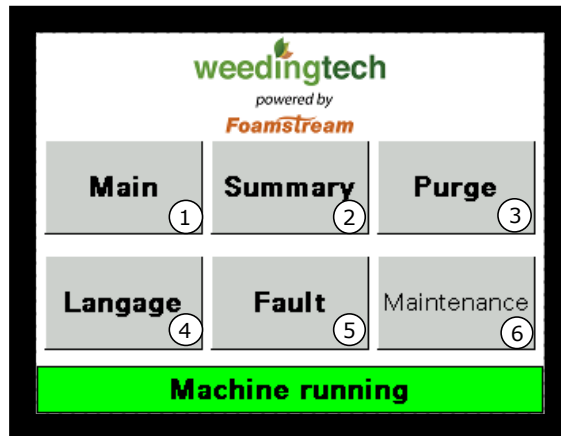 weedingtech
powered by
Foamstream
Main
1
Summary
2
Purge
3
Langage
4
Fault
5
Maintenance
6
Machine running